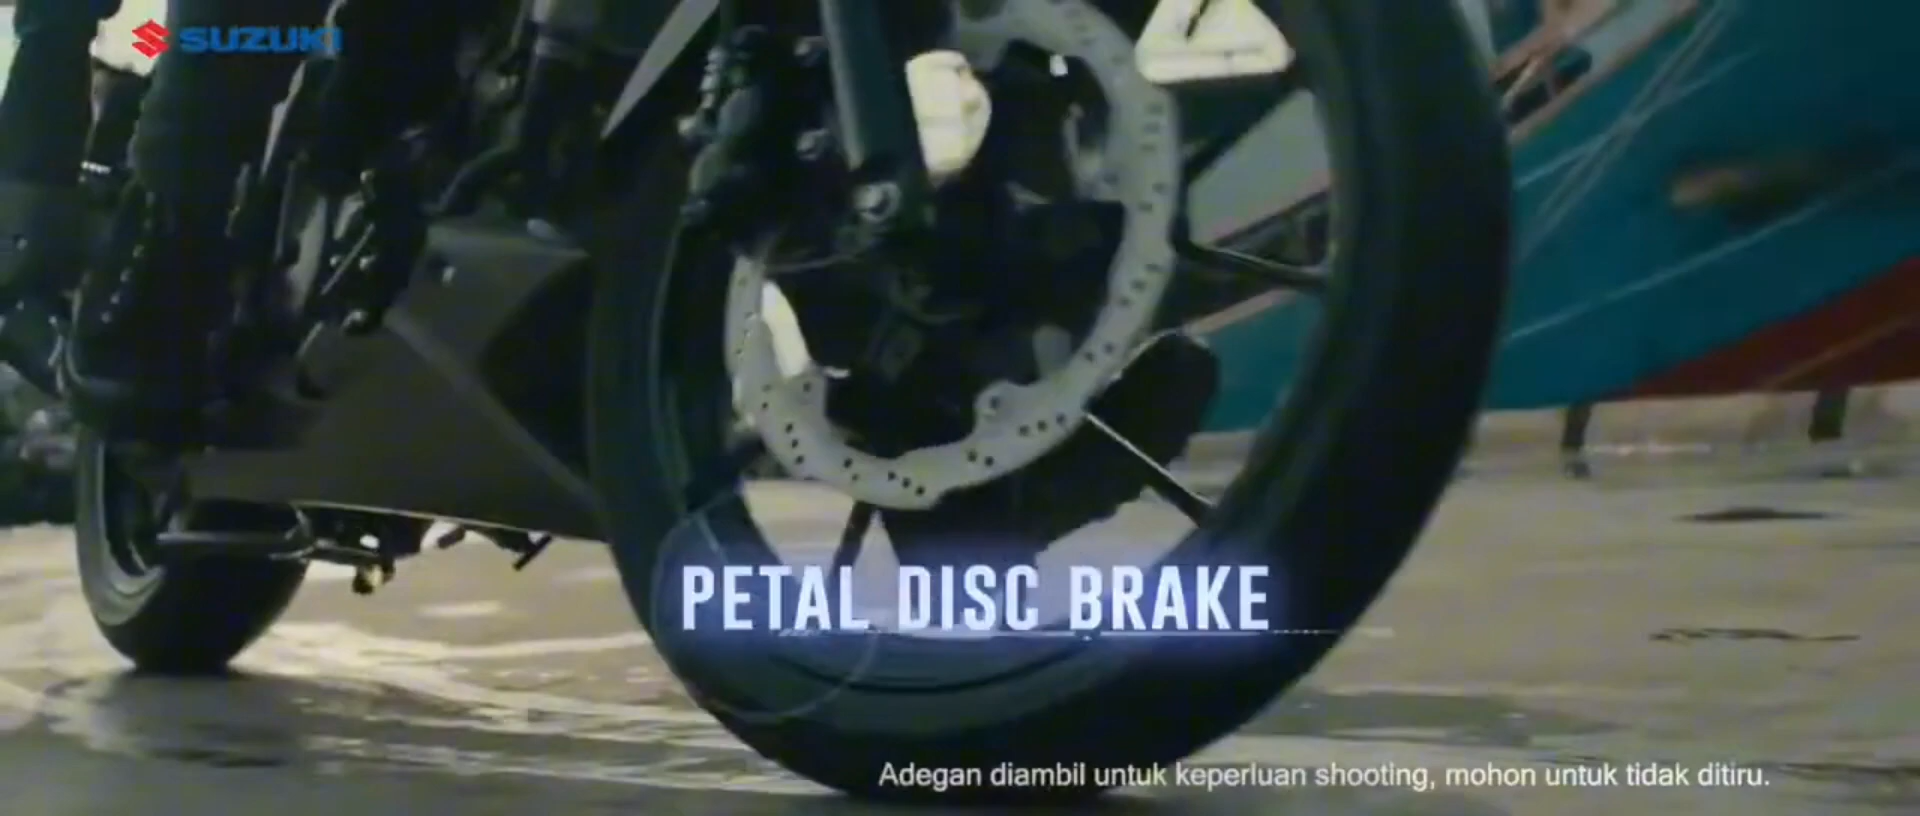 SUZUKI
PETAL DISC BRAKE
Adegan diambil untuk keperluan shooting, mohon untuk tidak ditiru.